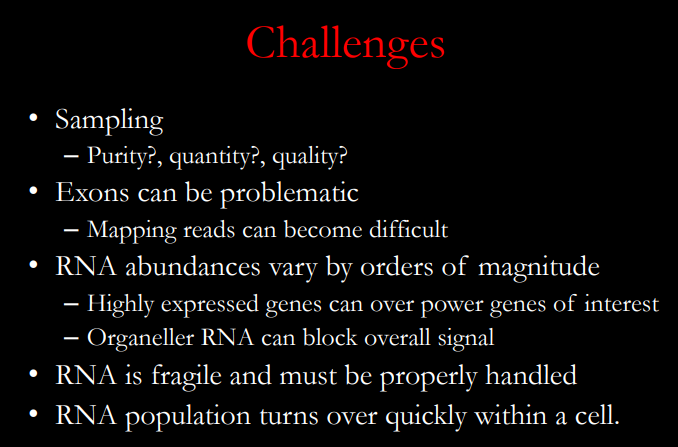 Challenges
• Sampling
– Purity?, quantity?, quality?
• Exons can be problematic
– Mapping reads can become difficult
• RNA abundances vary by orders of magnitude
– Highly expressed genes can over power genes of interest
– Organeller RNA can block overall signal
• RNA is fragile and must be properly handled
• RNA population turns over quickly within a cell.